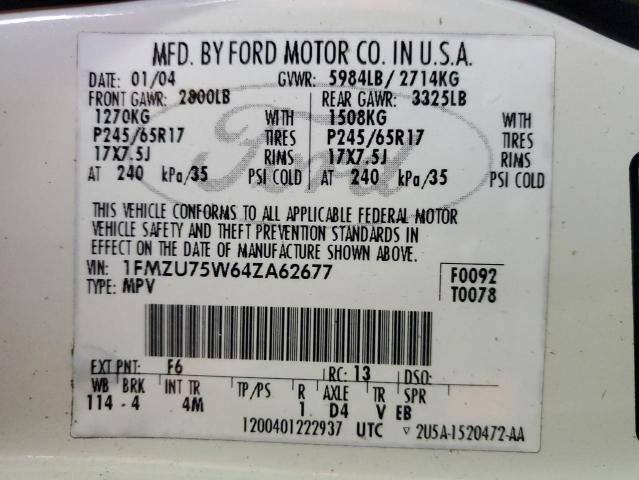 MFD. BY FORD MOTOR CO. IN U.S.A.
DATE: 01/04 GVWR: 5984LB/2714KG
FRONT GAWR: 2800LB REAR GAWR: 3325LB
1270KG WITH 1508KG WITH
P245/65R17 TIRES P245/65R17 TIRES
17X7.5J RIMS 17X7.5J RIMS
AT 240 kPa/35 PSI COLD AT 240 kPa/35 PSI COLD
THIS VEHICLE CONFORMS TO ALL APPLICABLE FEDERAL MOTOR
VEHICLE SAFETY AND THEFT PREVENTION STANDARDS IN
EFFECT ON THE DATE OF MANUFACTURE SHOWN ABOVE.
VIN: 1FMZU75W64ZA62677 F0092
TYPE: MPV T0078
EXT PNT: F6 RC: 13 DSO:
WB BRK INT TR TP/PS R AXLE TR SPR
114 - 4 4M 1 D4 V EB
1200401222937 UTC ▽ 2U5A-1520472-AA
Ford